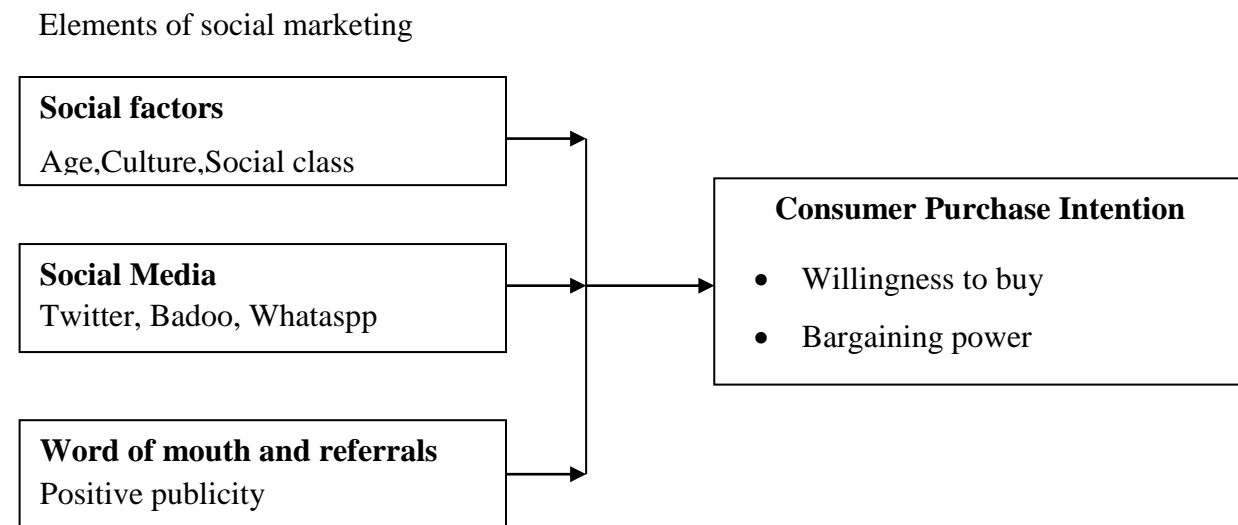 Elements of social marketing
Social factors
Age,Culture,Social class
Social Media
Twitter, Badoo, Whataspp
Word of mouth and referrals
Positive publicity
Consumer Purchase Intention
• Willingness to buy
• Bargaining power